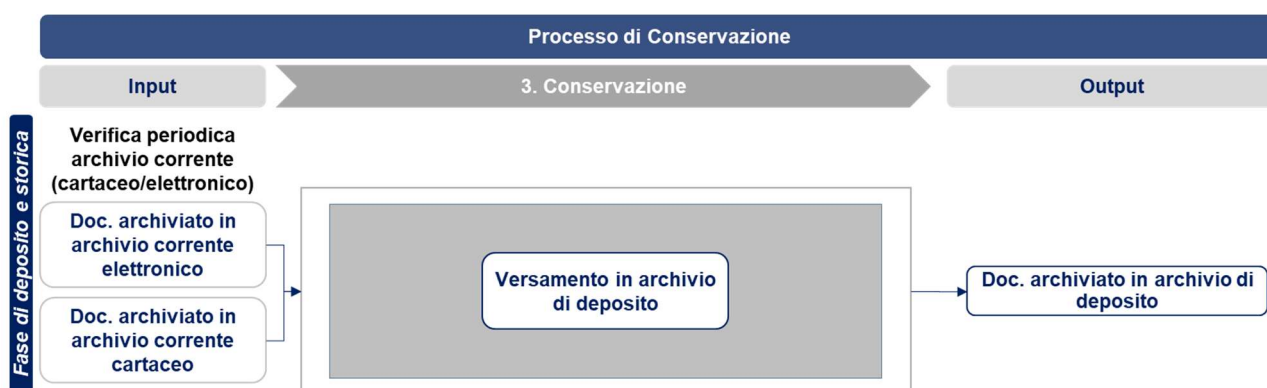 Processo di Conservazione
Input
3. Conservazione
Output
Fase di deposito e storica
Verifica periodica
archivio corrente
(cartaceo/elettronico)
Doc. archiviato in
archivio corrente
elettronico
Doc. archiviato in
archivio corrente
cartaceo
Versamento in archivio
di deposito
Doc. archiviato in archivio di
deposito